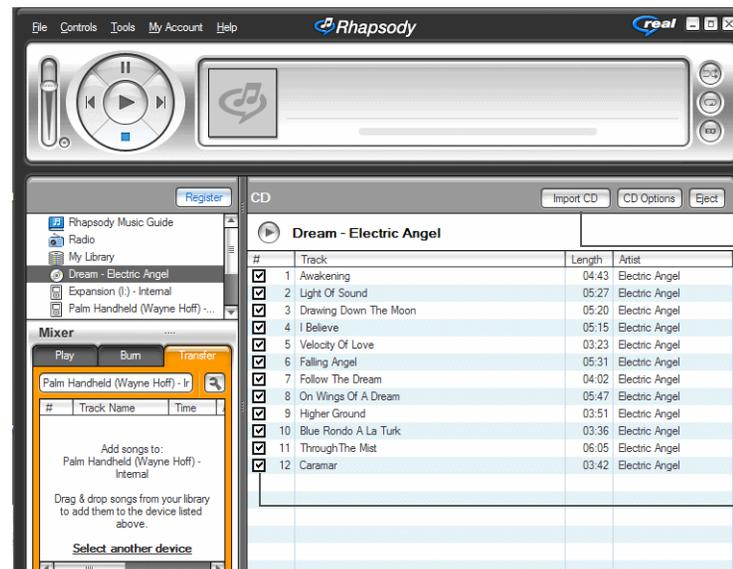 File Controls Tools My Account Help
Rhapsody
real
Register
CD
Import CD
CD Options
Eject
Rhapsody Music Guide
Radio
My Library
Dream - Electric Angel
Expansion (I:) - Internal
Palm Handheld (Wayne Hoff) -...
Mixer
Play Burn Transfer
Palm Handheld (Wayne Hoff) - Ir
# Track Name Time
Add songs to:
Palm Handheld (Wayne Hoff) -
Internal
Drag & drop songs from your library
to add them to the device listed
above.
Select another device
Dream - Electric Angel
# Track Length Artist
1 Awakening 04:43 Electric Angel
2 Light Of Sound 05:27 Electric Angel
3 Drawing Down The Moon 05:20 Electric Angel
4 I Believe 05:15 Electric Angel
5 Velocity Of Love 03:23 Electric Angel
6 Falling Angel 05:31 Electric Angel
7 Follow The Dream 04:02 Electric Angel
8 On Wings Of A Dream 05:47 Electric Angel
9 Higher Ground 03:51 Electric Angel
10 Blue Rondo A La Turk 03:36 Electric Angel
11 Through The Mist 06:05 Electric Angel
12 Caramar 03:42 Electric Angel